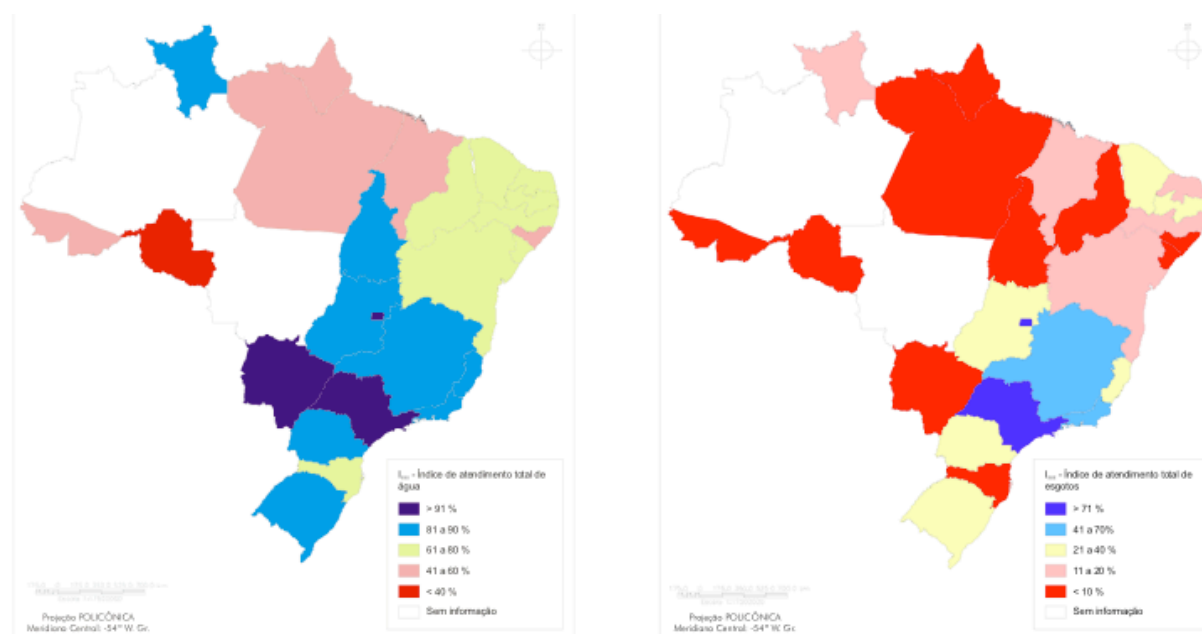 I₀₅₅ - Índice de atendimento total de
água
> 91 %
81 a 90 %
61 a 80 %
41 a 60 %
< 40 %
Sem informação
Projeção POLICÔNICA
Meridiano Central: -54° W. Gr.
Índice de atendimento total de
esgotos
> 71 %
41 a 70%
21 a 40 %
11 a 20 %
< 10 %
Sem informação
Projeção POLICÔNICA
Meridiano Central: -54° W. Gr.